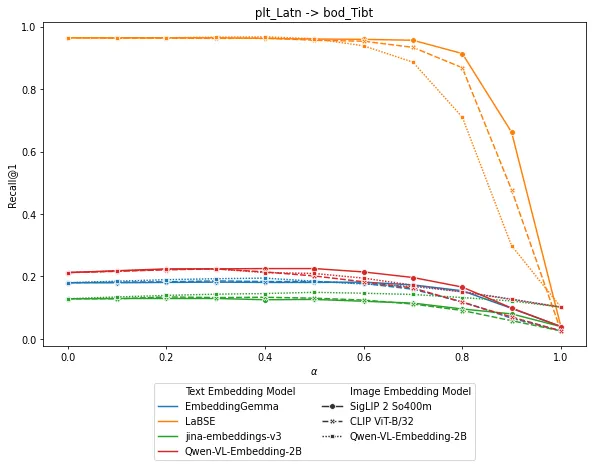 plt_Latn -> bod_Tibt
1.0
0.8
0.6
0.4
0.2
0.0
Recall@1
0.0 0.2 0.4 0.6 0.8 1.0
α
Text Embedding Model Image Embedding Model
EmbeddingGemma SigLIP 2 So400m
LaBSE CLIP ViT-B/32
jina-embeddings-v3 Qwen-VL-Embedding-2B
Qwen-VL-Embedding-2B